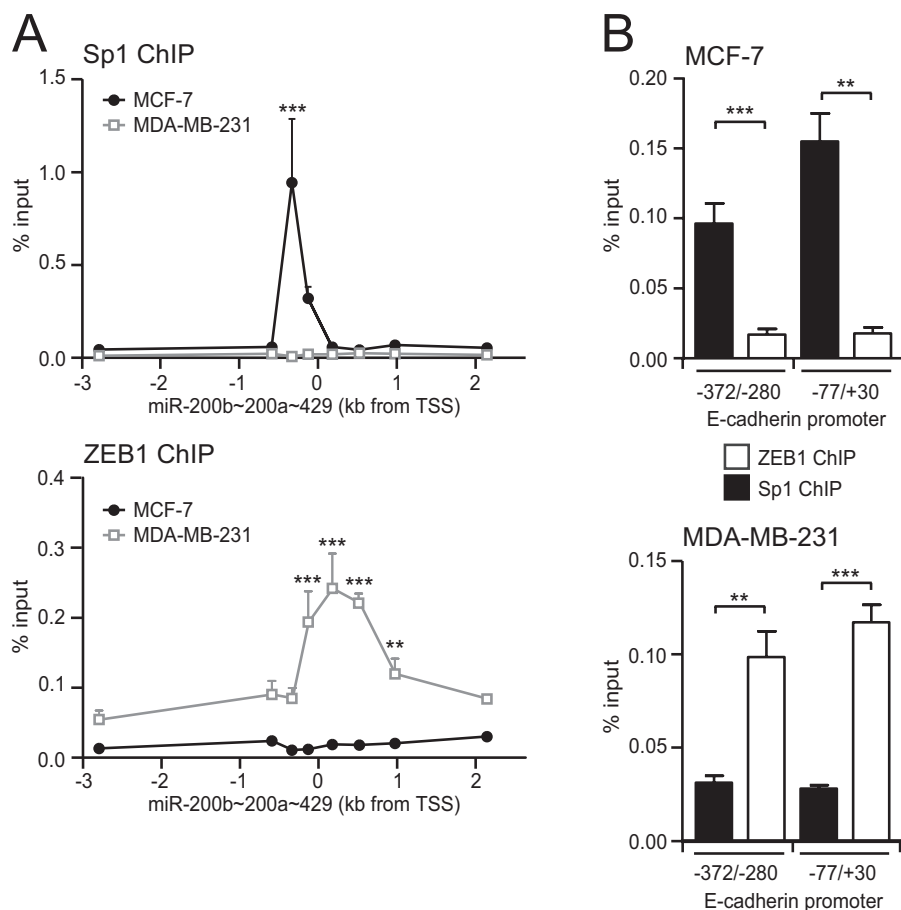 A
Sp1 ChIP
1.5
1.0
0.5
0.0
% input
MCF-7
MDA-MB-231
***
-3 -2 -1 0 1 2
miR-200b~200a~429 (kb from TSS)
ZEB1 ChIP
0.4
0.3
0.2
0.1
0.0
% input
MCF-7
MDA-MB-231
*** *** *** **
-3 -2 -1 0 1 2
miR-200b~200a~429 (kb from TSS)
B
MCF-7
0.20
0.15
0.10
0.05
0.00
% input
*** **
-372/-280 -77/+30
E-cadherin promoter
ZEB1 ChIP
Sp1 ChIP
MDA-MB-231
0.15
0.10
0.05
0.00
% input
** ***
-372/-280 -77/+30
E-cadherin promoter